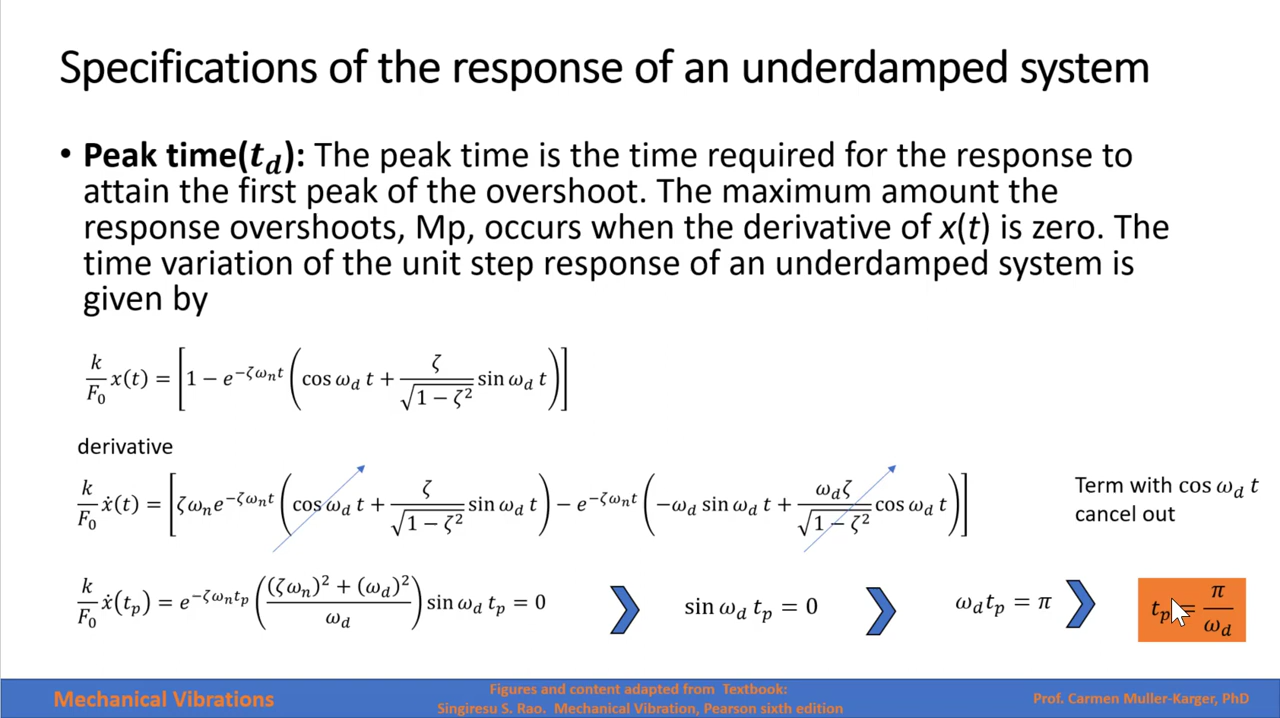 Specifications of the response of an underdamped system
• Peak time(t_d): The peak time is the time required for the response to
attain the first peak of the overshoot. The maximum amount the
response overshoots, Mp, occurs when the derivative of x(t) is zero. The
time variation of the unit step response of an underdamped system is
given by
k/F₀ x(t) = [1 − e^(−ζω_n t) (cos ω_d t + ζ/√(1 − ζ²) sin ω_d t)]
derivative
k/F₀ ẋ(t) = [ζω_n e^(−ζω_n t) (cos ω_d t + ζ/√(1 − ζ²) sin ω_d t) − e^(−ζω_n t) (−ω_d sin ω_d t + ω_d ζ/√(1 − ζ²) cos ω_d t)]
Term with cos ω_d t
cancel out
k/F₀ ẋ(t_p) = e^(−ζω_n t_p) (((ζω_n)² + (ω_d)²)/ω_d) sin ω_d t_p = 0
sin ω_d t_p = 0
ω_d t_p = π
t_p = π/ω_d
Mechanical Vibrations
Figures and content adapted from Textbook:
Singiresu S. Rao. Mechanical Vibration, Pearson sixth edition
Prof. Carmen Muller-Karger, PhD